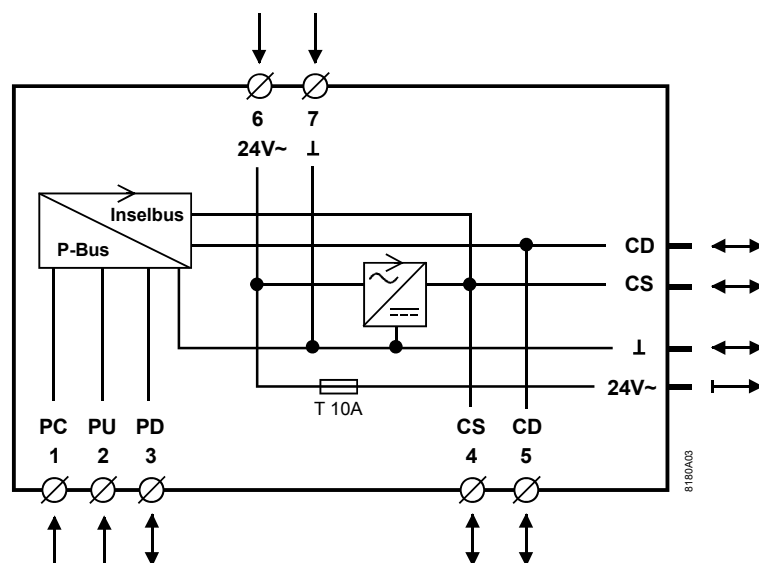 6 7
24V~ ⊥
Inselbus
P-Bus
CD
CS
⊥
24V~
T 10A
PC PU PD CS CD
1 2 3 4 5
8180A03